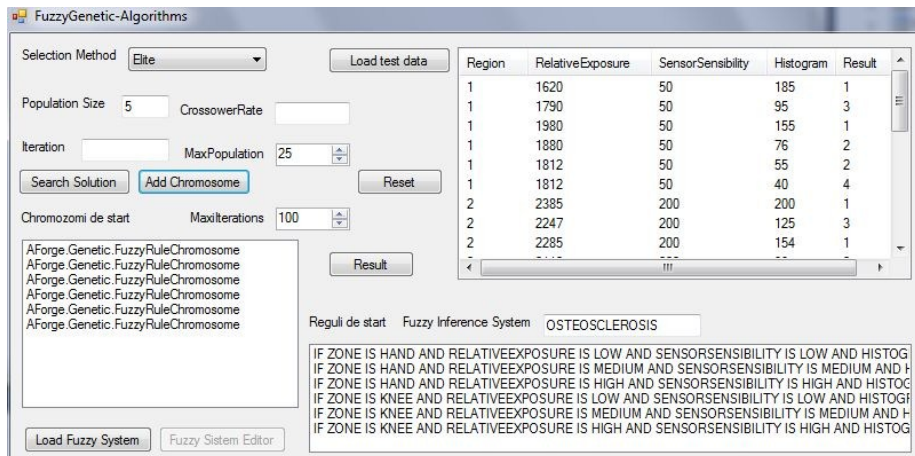 FuzzyGenetic-Algorithms
Selection Method Elite Load test data
Population Size 5 CrossowerRate
Iteration MaxPopulation 25
Search Solution Add Chromosome Reset
Chromozomi de start MaxIterations 100
AForge.Genetic.FuzzyRuleChromosome
AForge.Genetic.FuzzyRuleChromosome
AForge.Genetic.FuzzyRuleChromosome
AForge.Genetic.FuzzyRuleChromosome
AForge.Genetic.FuzzyRuleChromosome
AForge.Genetic.FuzzyRuleChromosome
Result
Load Fuzzy System Fuzzy Sistem Editor
Region RelativeExposure SensorSensibility Histogram Result
1 1620 50 185 1
1 1790 50 95 3
1 1980 50 155 1
1 1880 50 76 2
1 1812 50 55 2
1 1812 50 40 4
2 2385 200 200 1
2 2247 200 125 3
2 2285 200 154 1
Reguli de start Fuzzy Inference System OSTEOSCLEROSIS
IF ZONE IS HAND AND RELATIVEEXPOSURE IS LOW AND SENSORSENSIBILITY IS LOW AND HISTOG
IF ZONE IS HAND AND RELATIVEEXPOSURE IS MEDIUM AND SENSORSENSIBILITY IS MEDIUM AND H
IF ZONE IS HAND AND RELATIVEEXPOSURE IS HIGH AND SENSORSENSIBILITY IS HIGH AND HISTOG
IF ZONE IS KNEE AND RELATIVEEXPOSURE IS LOW AND SENSORSENSIBILITY IS LOW AND HISTOGR
IF ZONE IS KNEE AND RELATIVEEXPOSURE IS MEDIUM AND SENSORSENSIBILITY IS MEDIUM AND H
IF ZONE IS KNEE AND RELATIVEEXPOSURE IS HIGH AND SENSORSENSIBILITY IS HIGH AND HISTOG